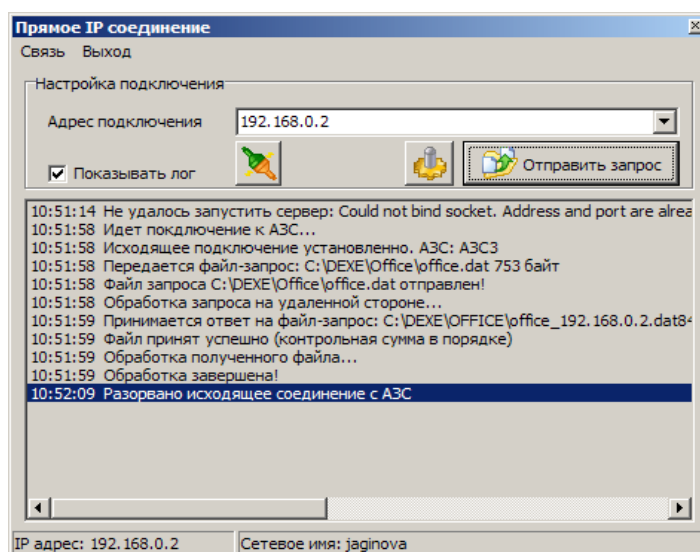 Прямое IP соединение
Связь Выход
Настройка подключения
Адрес подключения 192.168.0.2
Показывать лог Отправить запрос
10:51:14 Не удалось запустить сервер: Could not bind socket. Address and port are alrea
10:51:58 Идет покдлючение к АЗС...
10:51:58 Исходящее подключение установленно. АЗС: АЗС3
10:51:58 Передается файл-запрос: C:\DEXE\Office\office.dat 753 байт
10:51:58 Файл запроса C:\DEXE\Office\office.dat отправлен!
10:51:58 Обработка запроса на удаленной стороне...
10:51:59 Принимается ответ на файл-запрос: C:\DEXE\OFFICE\office_192.168.0.2.dat84
10:51:59 Файл принят успешно (контрольная сумма в порядке)
10:51:59 Обработка полученного файла...
10:51:59 Обработка завершена!
10:52:09 Разорвано исходящее соединение с АЗС
IP адрес: 192.168.0.2 Сетевое имя: jaginova